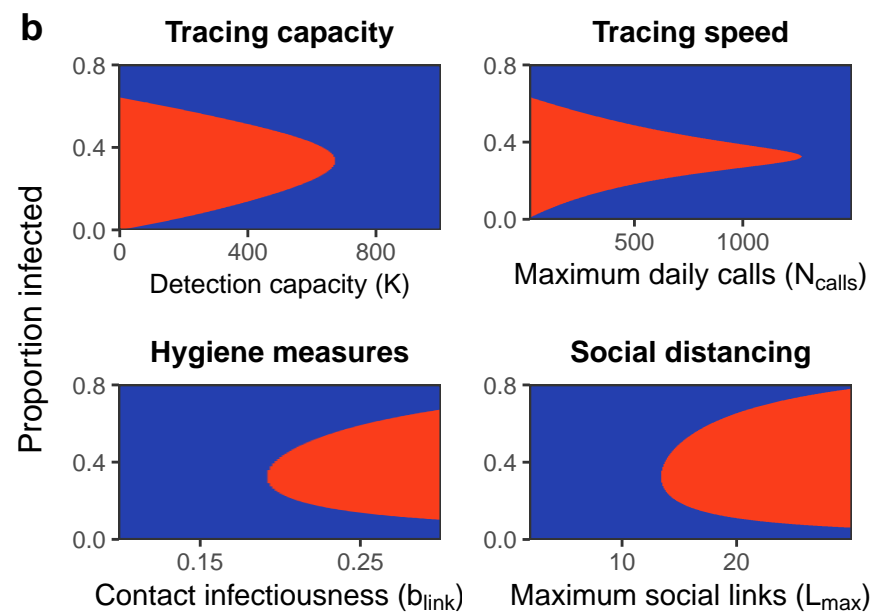 b
Tracing capacity
Tracing speed
Proportion infected
0.8
0.4
0.0
0 400 800
Detection capacity (K)
0.8
0.4
0.0
500 1000
Maximum daily calls (Ncalls)
Hygiene measures
Social distancing
0.8
0.4
0.0
0.15 0.25
Contact infectiousness (blink)
0.8
0.4
0.0
10 20
Maximum social links (Lmax)